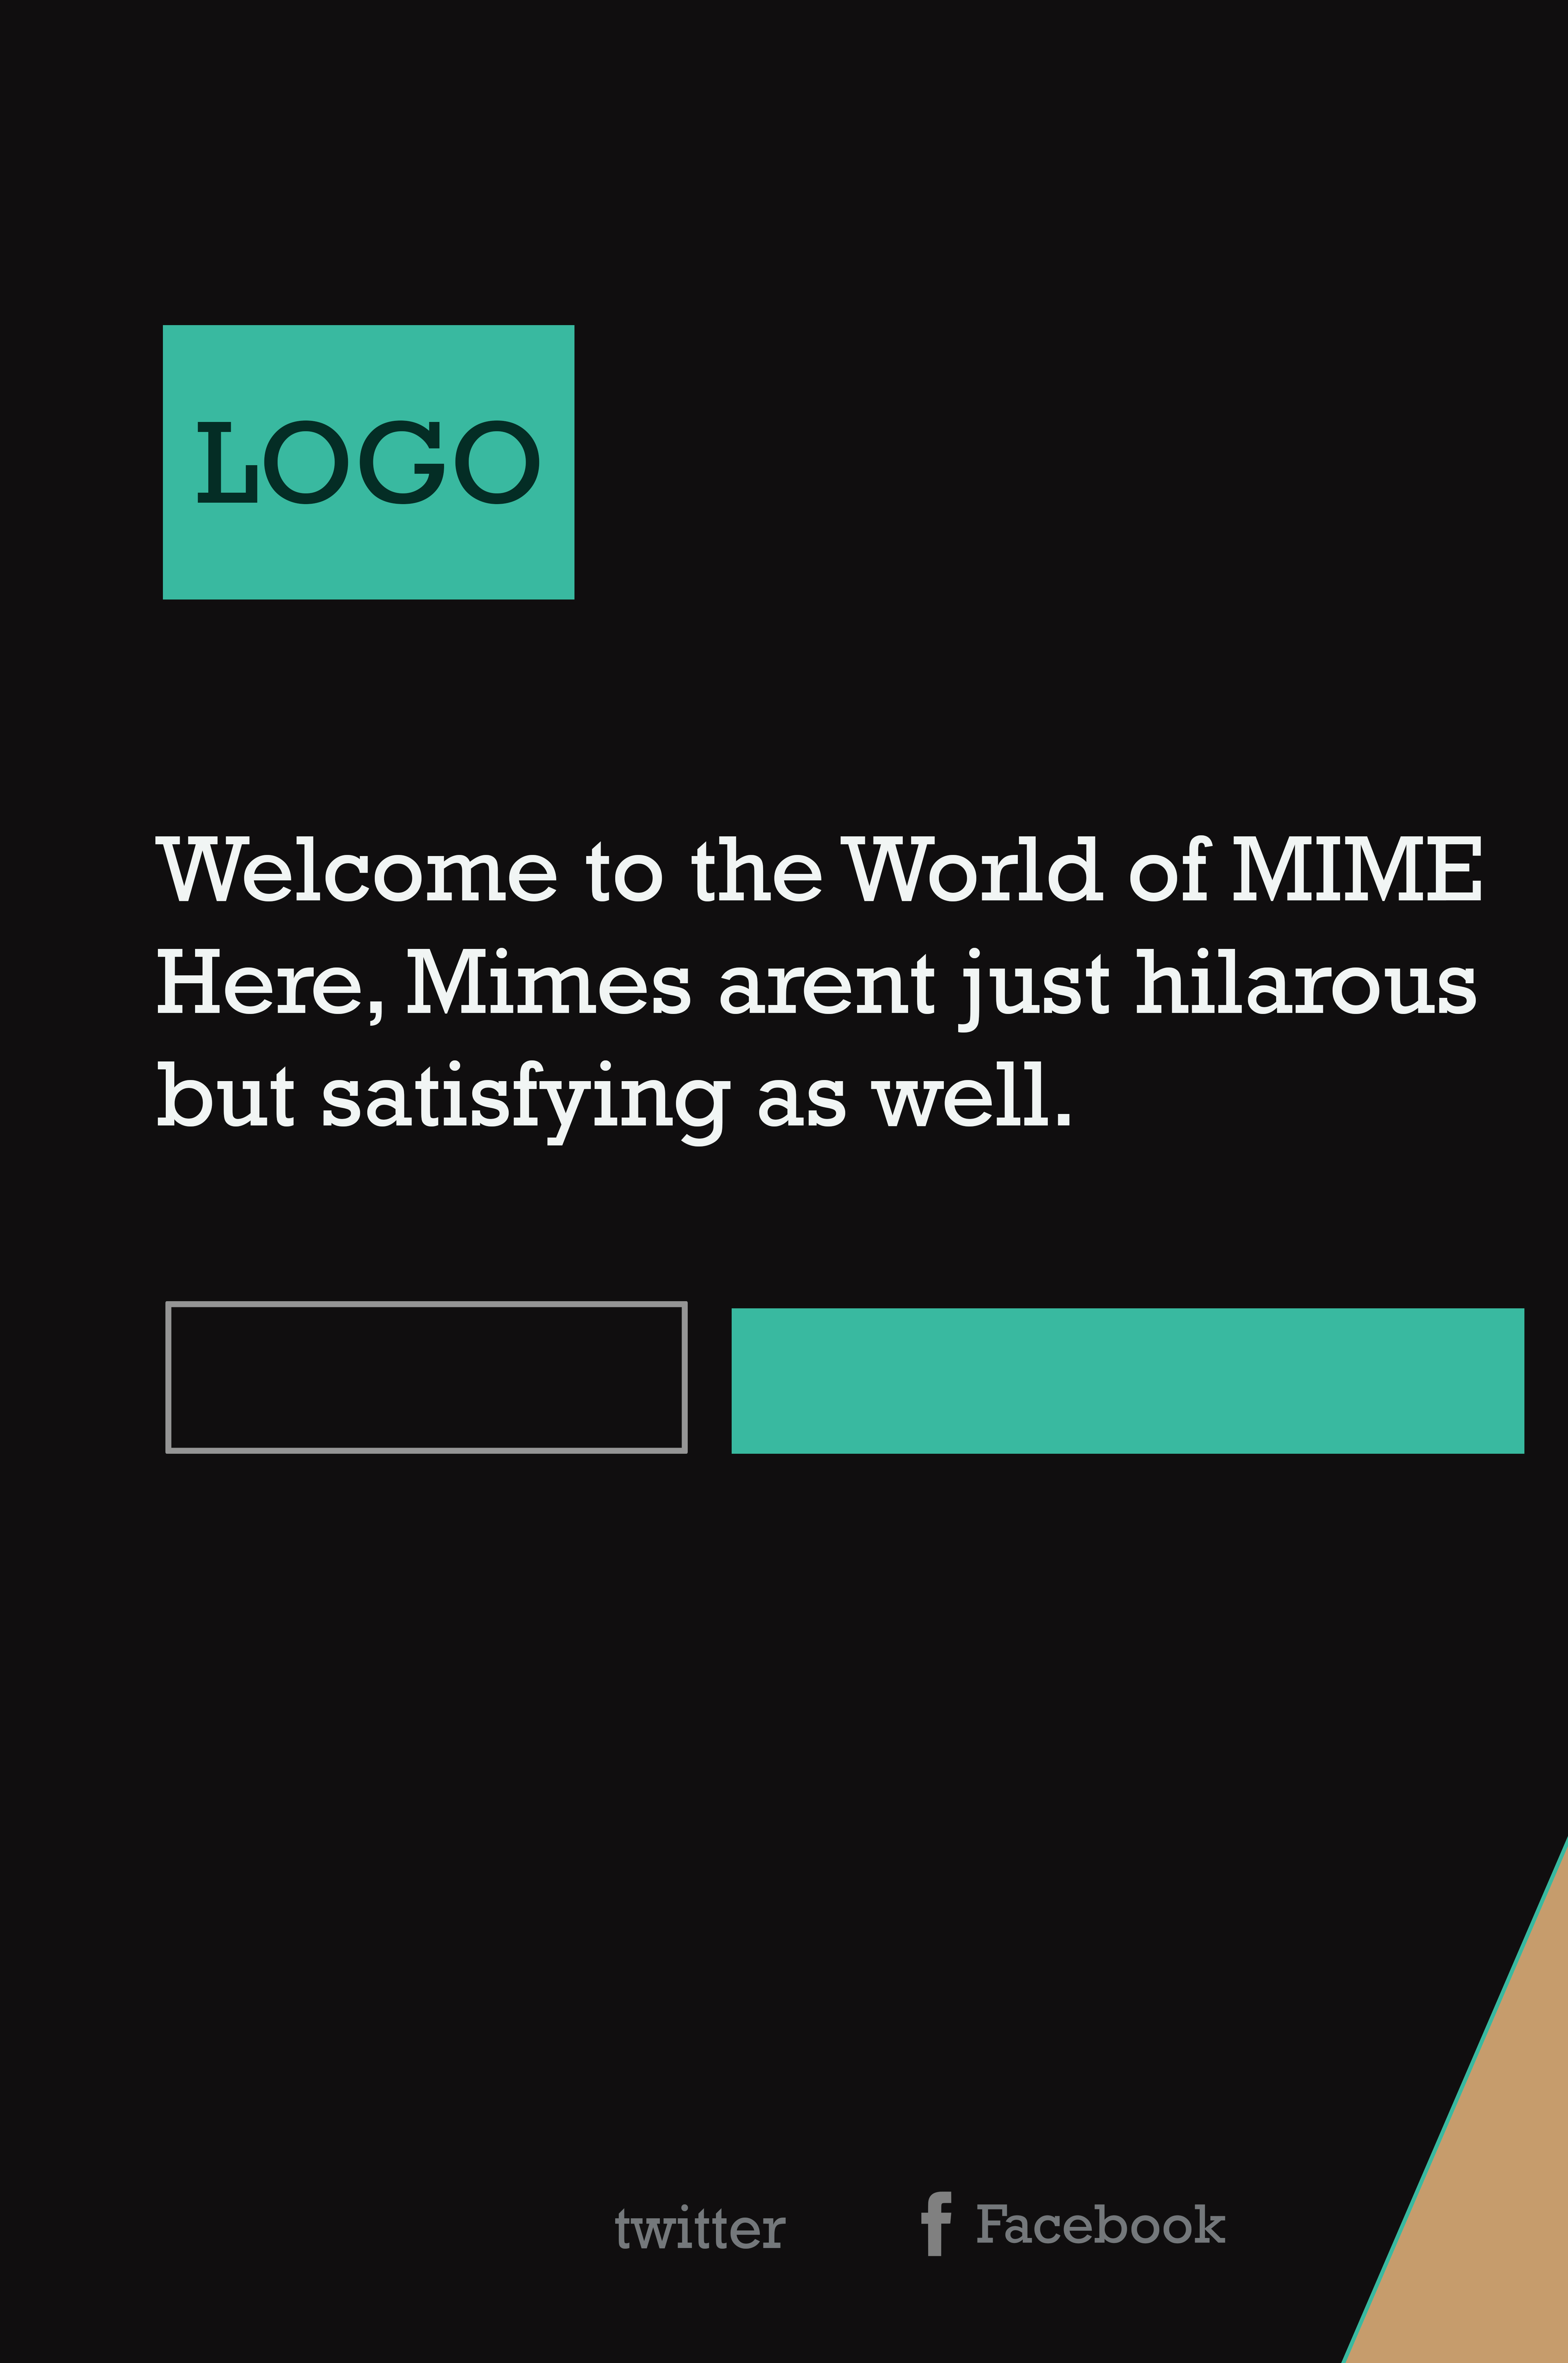 LOGO
Welcome to the World of MIME
Here, Mimes arent just hilarous
but satisfying as well.
twitter
f Facebook